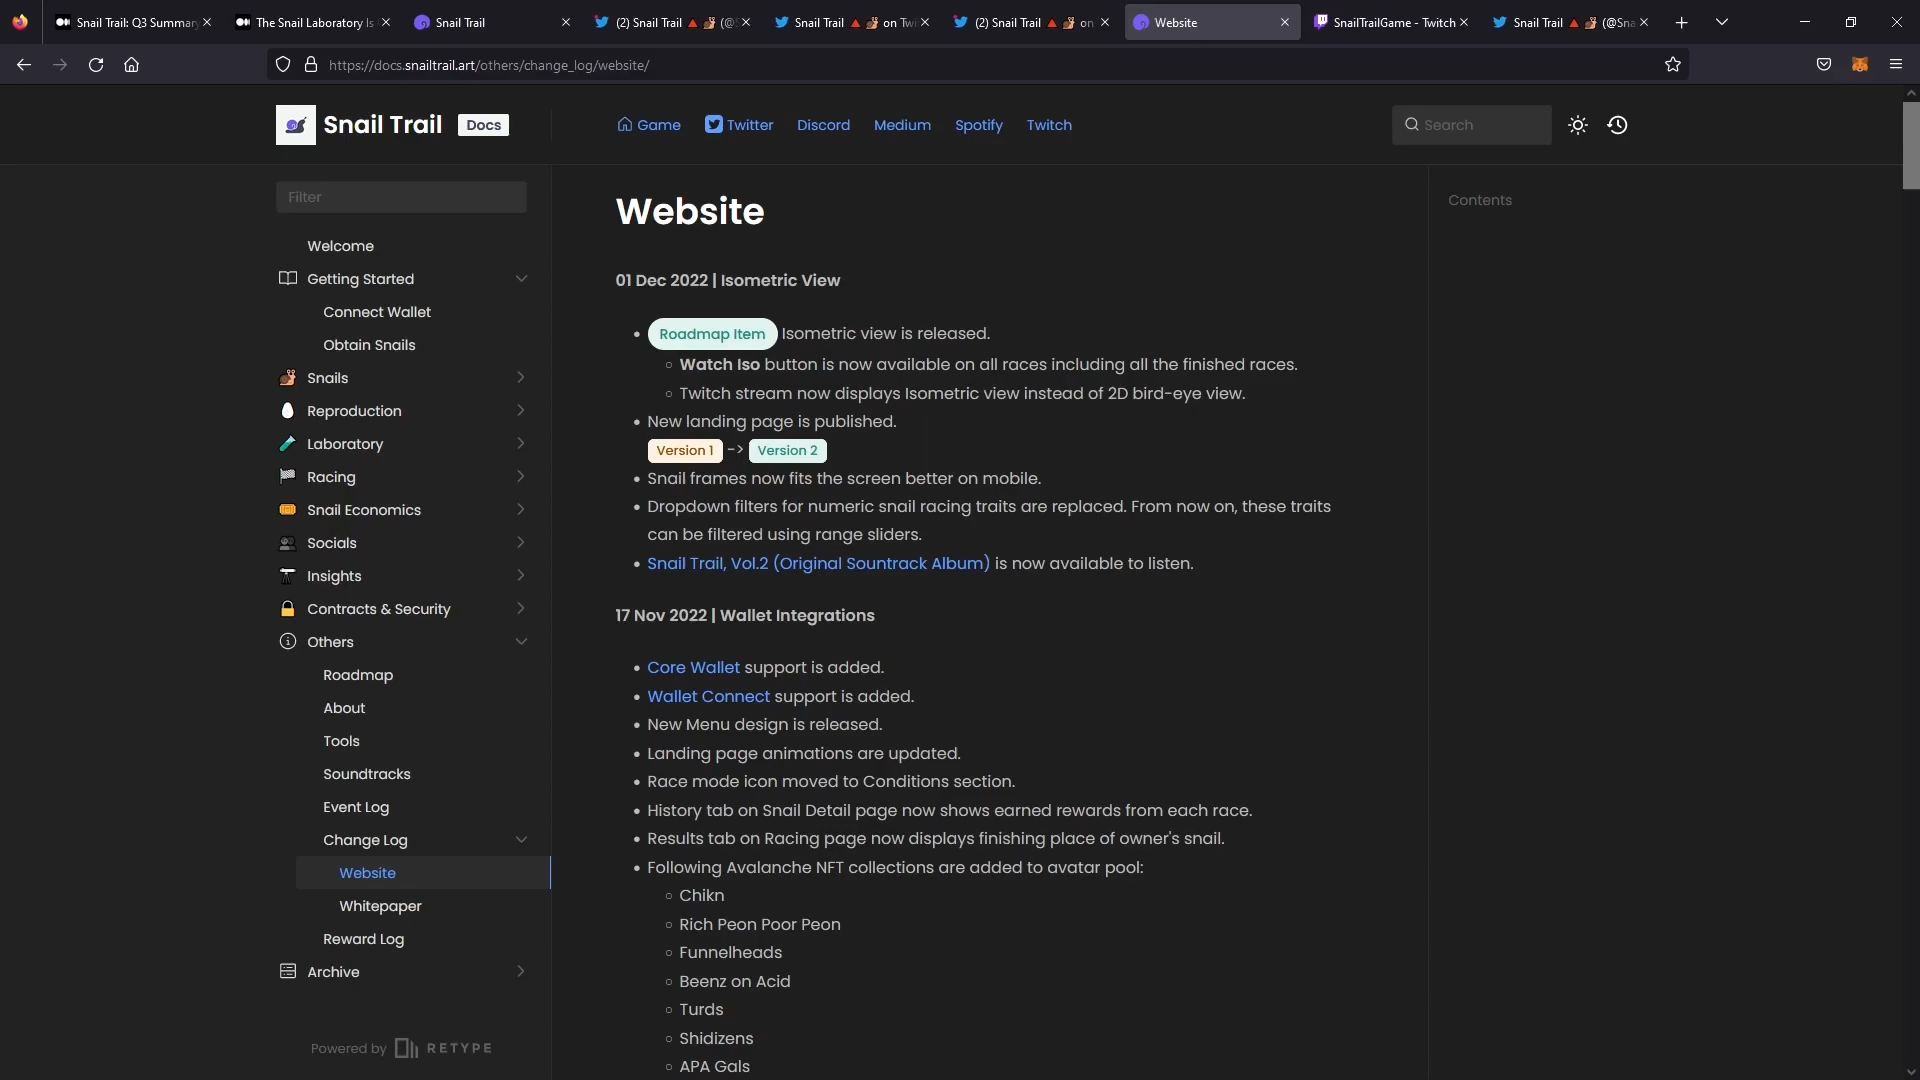 Snail Trail: Q3 Summary
The Snail Laboratory Is
Snail Trail
(2) Snail Trail 🔺 🐌 (@S
Snail Trail 🔺 🐌 on Twi
(2) Snail Trail 🔺 🐌 on
Website
SnailTrailGame - Twitch
Snail Trail 🔺 🐌 (@Sna
https://docs.snailtrail.art/others/change_log/website/
Snail Trail Docs
Game Twitter Discord Medium Spotify Twitch
Search
Filter
Welcome
Getting Started
Connect Wallet
Obtain Snails
Snails
Reproduction
Laboratory
Racing
Snail Economics
Socials
Insights
Contracts & Security
Others
Roadmap
About
Tools
Soundtracks
Event Log
Change Log
Website
Whitepaper
Reward Log
Archive
Powered by RETYPE
Website
01 Dec 2022 | Isometric View
Roadmap Item Isometric view is released.
Watch Iso button is now available on all races including all the finished races.
Twitch stream now displays Isometric view instead of 2D bird-eye view.
New landing page is published.
Version 1 -> Version 2
Snail frames now fits the screen better on mobile.
Dropdown filters for numeric snail racing traits are replaced. From now on, these traits
can be filtered using range sliders.
Snail Trail, Vol.2 (Original Sountrack Album) is now available to listen.
17 Nov 2022 | Wallet Integrations
Core Wallet support is added.
Wallet Connect support is added.
New Menu design is released.
Landing page animations are updated.
Race mode icon moved to Conditions section.
History tab on Snail Detail page now shows earned rewards from each race.
Results tab on Racing page now displays finishing place of owner's snail.
Following Avalanche NFT collections are added to avatar pool:
Chikn
Rich Peon Poor Peon
Funnelheads
Beenz on Acid
Turds
Shidizens
APA Gals
Contents